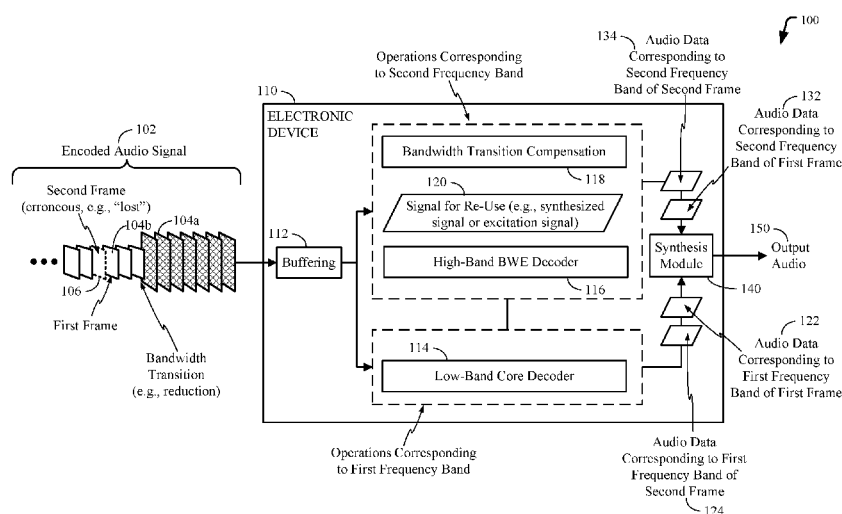 100
134
Audio Data
Corresponding to
Second Frequency
Band of Second Frame
Operations Corresponding
to Second Frequency Band
110
ELECTRONIC
DEVICE
132
Audio Data
Corresponding to
Second Frequency
Band of First Frame
102
Encoded Audio Signal
Bandwidth Transition Compensation
118
Second Frame
(erroneous, e.g., "lost")
104b
104a
120
Signal for Re-Use (e.g., synthesized
signal or excitation signal)
112
Buffering
150
Output
Audio
Synthesis
Module
140
High-Band BWE Decoder
116
106
First Frame
Bandwidth
Transition
(e.g., reduction)
114
Low-Band Core Decoder
122
Audio Data
Corresponding to
First Frequency
Band of First Frame
Operations Corresponding
to First Frequency Band
Audio Data
Corresponding to First
Frequency Band of
Second Frame
124